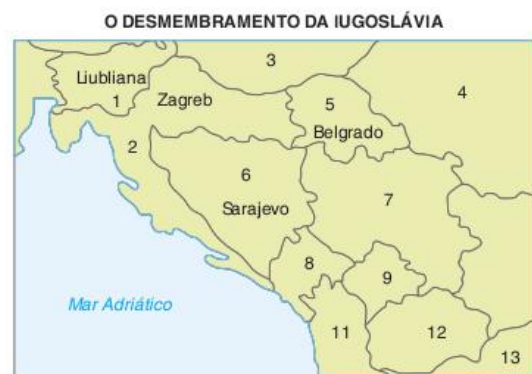 O DESMEMBRAMENTO DA IUGOSLÁVIA
3
Liubliana
1
Zagreb
5
4
Belgrado
2
6
7
Sarajevo
8
9
Mar Adriático
11
12
13